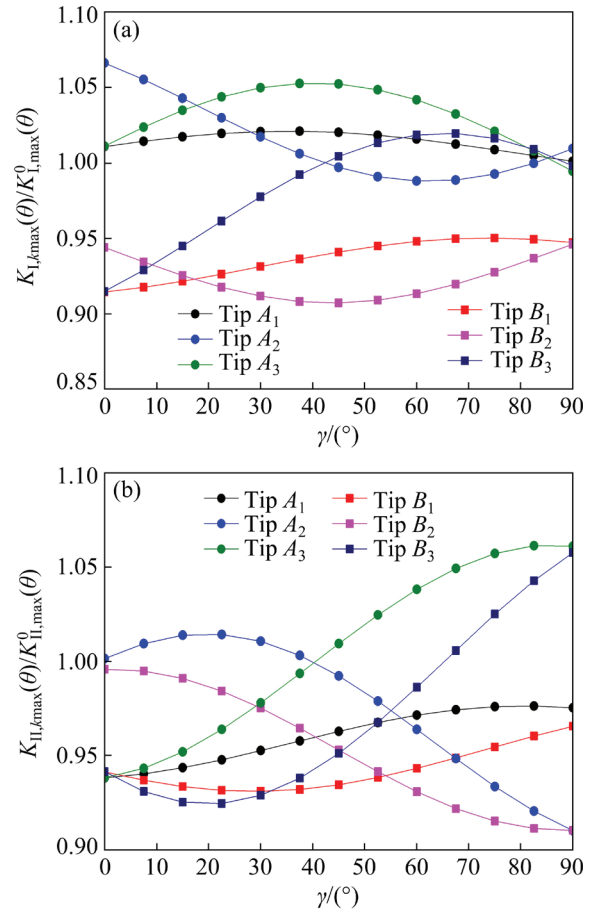 (a)
1.10
1.05
1.00
0.95
0.90
0.85
K_{I,kmax}(θ)/K^0_{I,max}(θ)
Tip A₁ Tip B₁
Tip A₂ Tip B₂
Tip A₃ Tip B₃
0 10 20 30 40 50 60 70 80 90
γ/(°)
(b)
1.10
1.05
1.00
0.95
0.90
K_{II,kmax}(θ)/K^0_{II,max}(θ)
Tip A₁ Tip B₁
Tip A₂ Tip B₂
Tip A₃ Tip B₃
0 10 20 30 40 50 60 70 80 90
γ/(°)